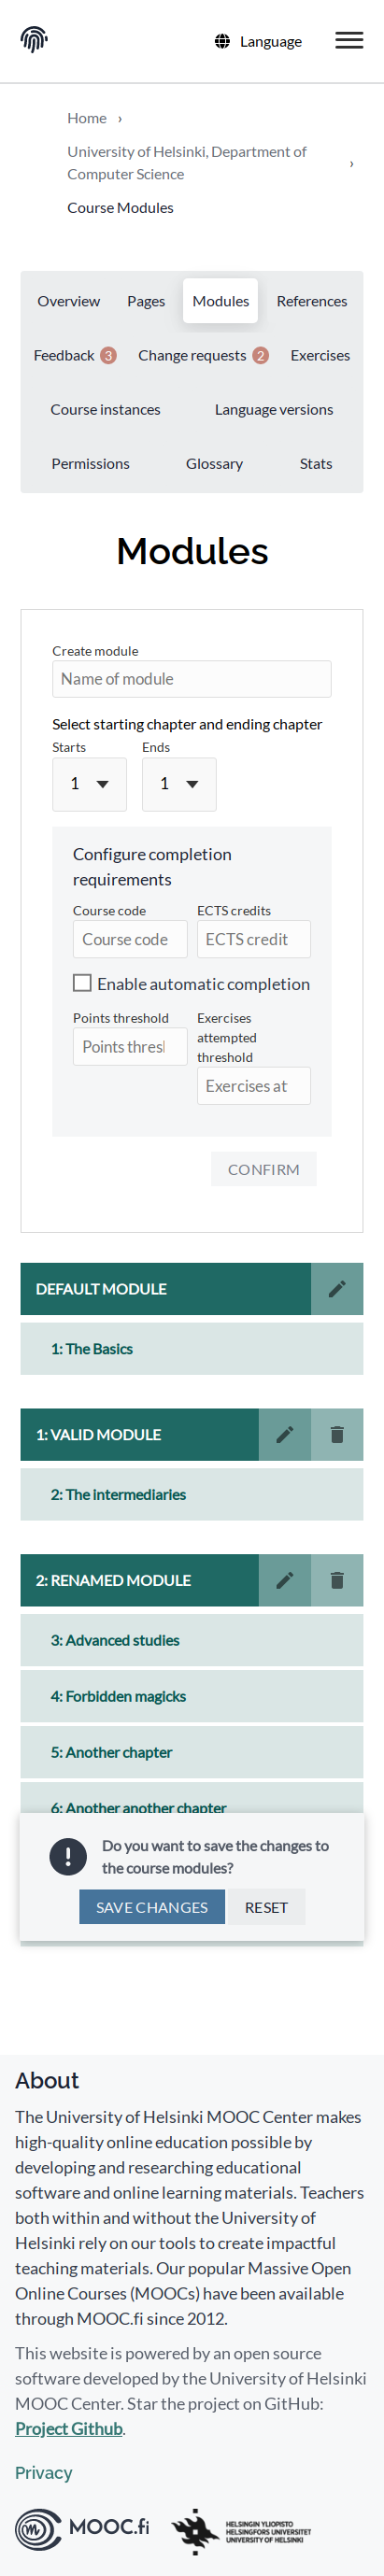 Language
Home ›
University of Helsinki, Department of
Computer Science ›
Course Modules
Overview Pages Modules References
Feedback 3 Change requests 2 Exercises
Course instances Language versions
Permissions Glossary Stats
Modules
Create module
Name of module
Select starting chapter and ending chapter
Starts Ends
1 1
Configure completion
requirements
Course code ECTS credits
Course code ECTS credit
Enable automatic completion
Points threshold Exercises
attempted
threshold
Points thresl
Exercises at
CONFIRM
DEFAULT MODULE
1: The Basics
1: VALID MODULE
2: The intermediaries
2: RENAMED MODULE
3: Advanced studies
4: Forbidden magicks
5: Another chapter
6: Another another chapter
Do you want to save the changes to
the course modules?
SAVE CHANGES RESET
About
The University of Helsinki MOOC Center makes
high-quality online education possible by
developing and researching educational
software and online learning materials. Teachers
both within and without the University of
Helsinki rely on our tools to create impactful
teaching materials. Our popular Massive Open
Online Courses (MOOCs) have been available
through MOOC.fi since 2012.
This website is powered by an open source
software developed by the University of Helsinki
MOOC Center. Star the project on GitHub:
Project Github.
Privacy
MOOC.fi
HELSINGIN YLIOPISTO
HELSINGFORS UNIVERSITET
UNIVERSITY OF HELSINKI